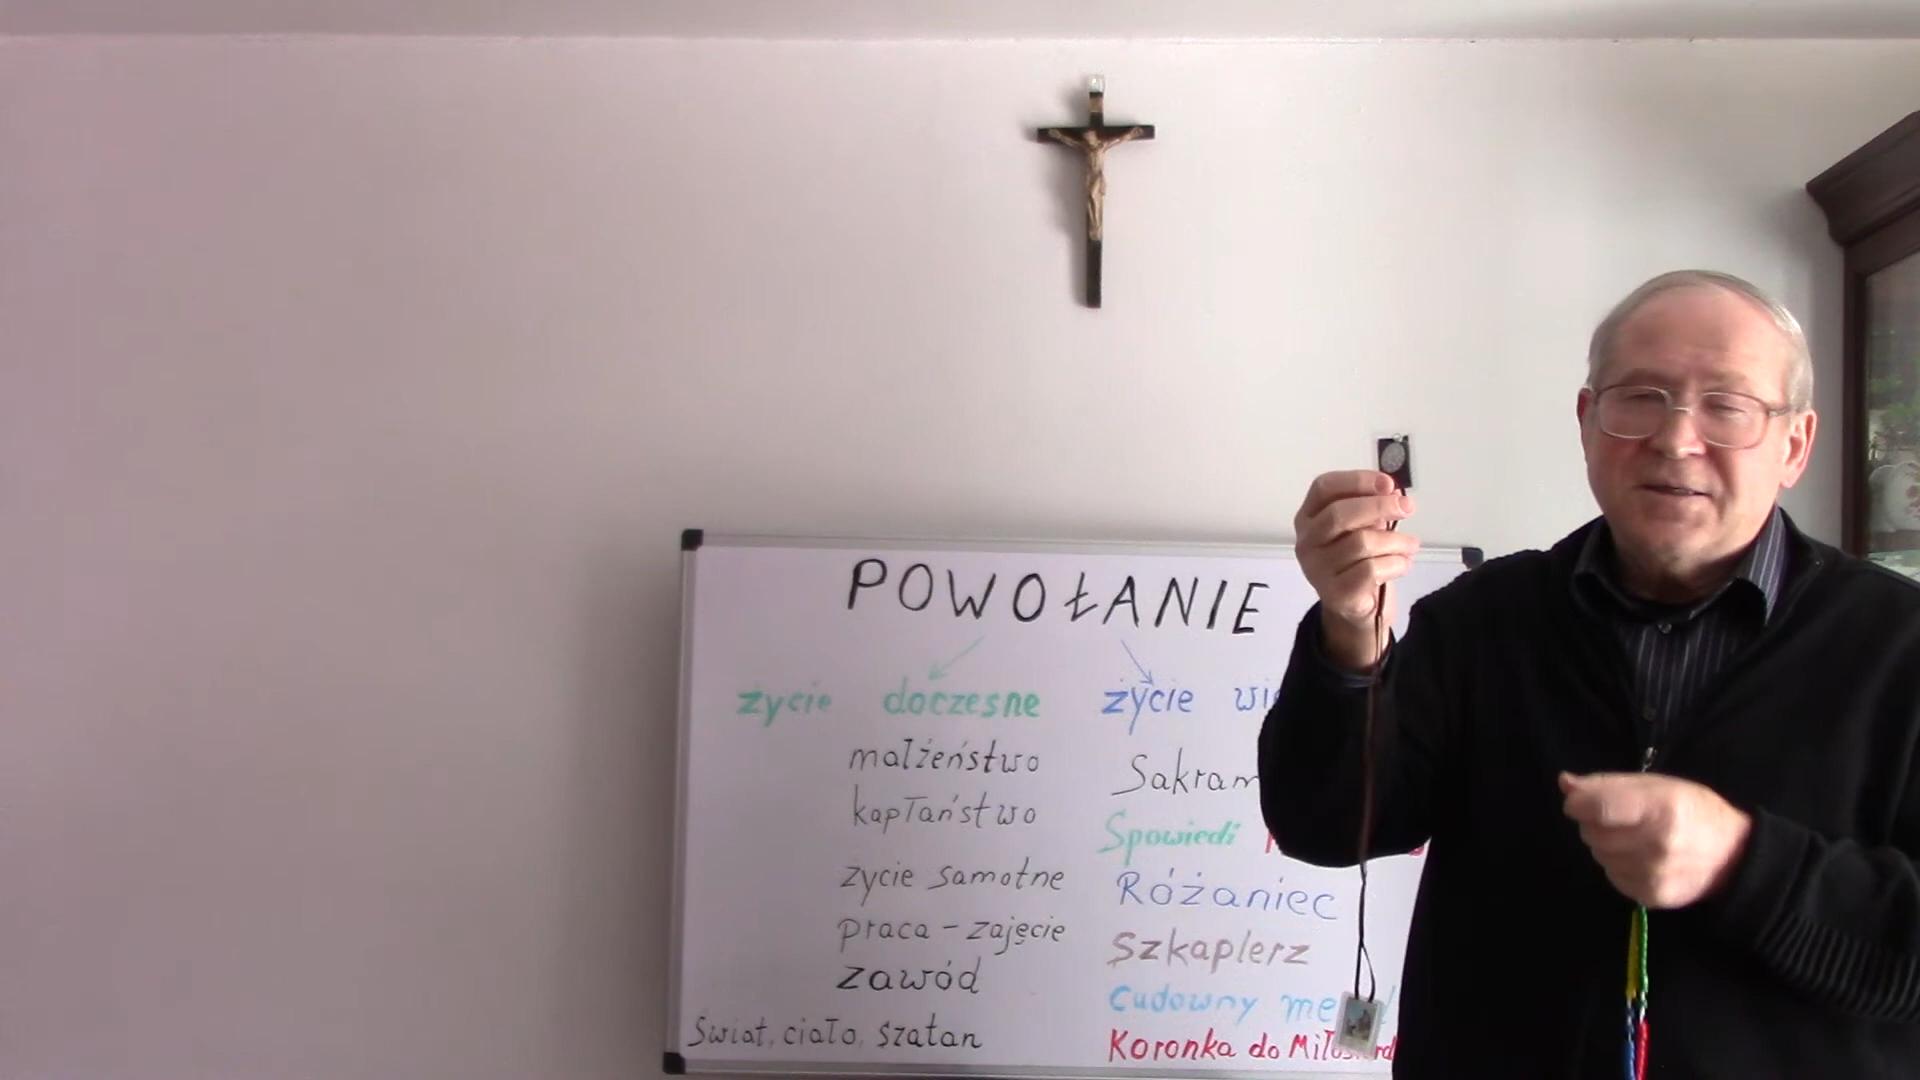 POWOŁANIE
życie doczesne
małżeństwo
kapłaństwo
życie samotne
praca - zajęcie
zawód
Świat, ciało, szatan
życie
Spowiedź
Różaniec
Szkaplerz
Cudowny
Koronka do